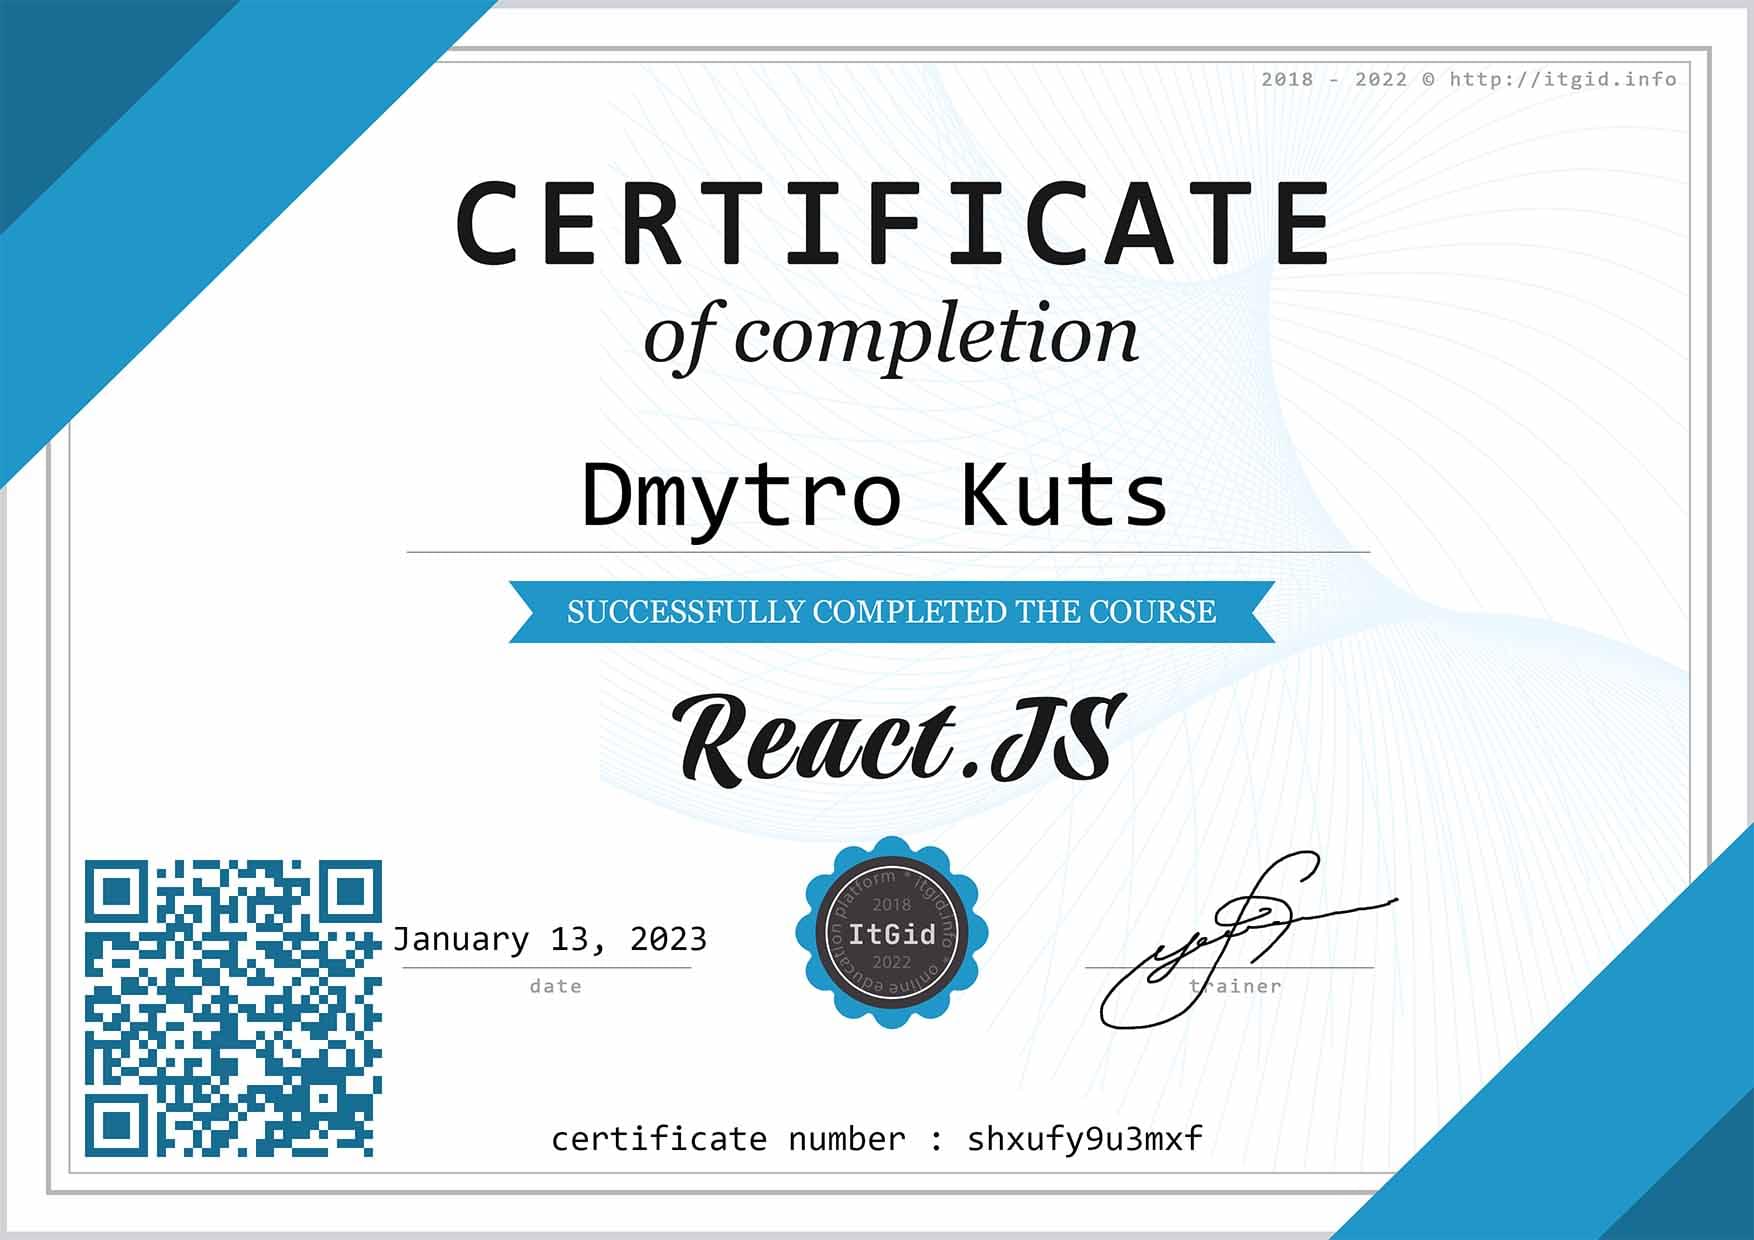 2018 - 2022 © http://itgid.info
CERTIFICATE
of completion
Dmytro Kuts
SUCCESSFULLY COMPLETED THE COURSE
React.JS
January 13, 2023
date
2018
ItGid
2022
itgid.info * online education platform *
trainer
certificate number : shxufy9u3mxf